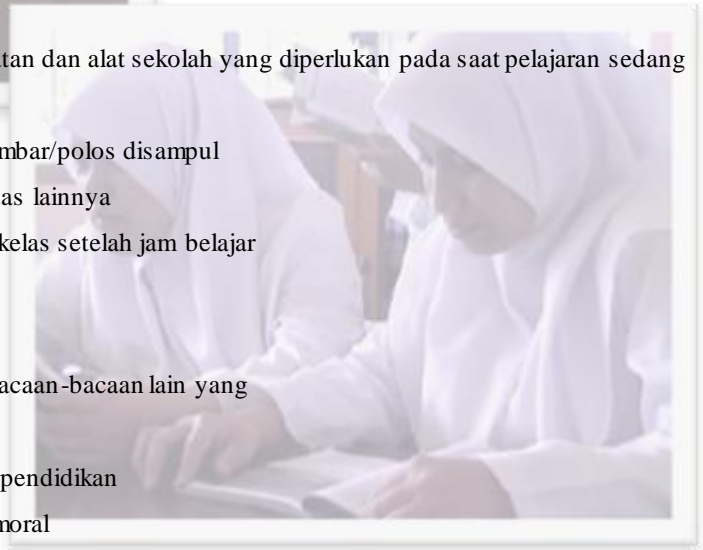 tan dan alat sekolah yang diperlukan pada saat pelajaran sedang
mbar/polos disampul
as lainnya
kelas setelah jam belajar
acaan-bacaan lain yang
pendidikan
moral